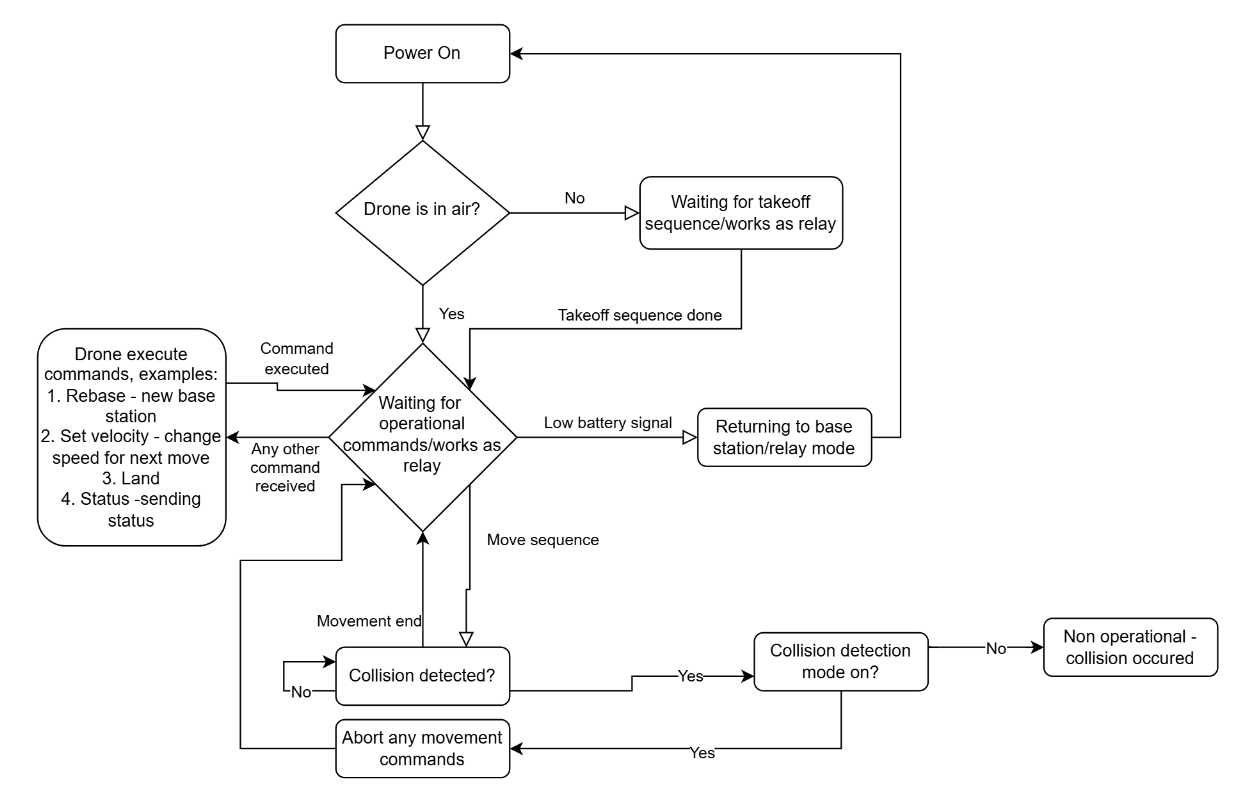 Power On
Drone is in air?
No
Waiting for takeoff
sequence/works as relay
Yes
Takeoff sequence done
Drone execute
commands, examples:
1. Rebase - new base
station
2. Set velocity - change
speed for next move
3. Land
4. Status -sending
status
Command
executed
Any other
command
received
Waiting for
operational
commands/works as
relay
Low battery signal
Returning to base
station/relay mode
Move sequence
Movement end
Collision detected?
No
Yes
Collision detection
mode on?
No
Non operational -
collision occured
Abort any movement
commands
Yes